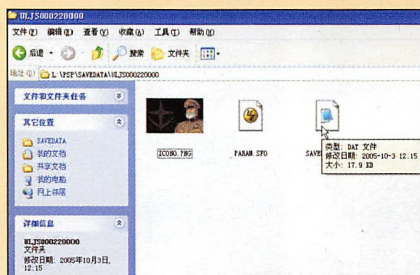 ULJS000220000
文件(F) 编辑(E) 查看(V) 收藏(A) 工具(T) 帮助(H)
后退 搜索 文件夹
地址(D) L:\PSP\SAVEDATA\ULJS000220000
文件和文件夹任务
其它位置
SAVEDATA
我的文档
共享文档
我的电脑
网上邻居
详细信息
ULJS000220000
文件夹
修改日期: 2005年10月3日,
12:15
ICON0.PNG PARAM.SFO SAVE
类型: DAT 文件
修改日期: 2005-10-3 12:15
大小: 17.9 KB